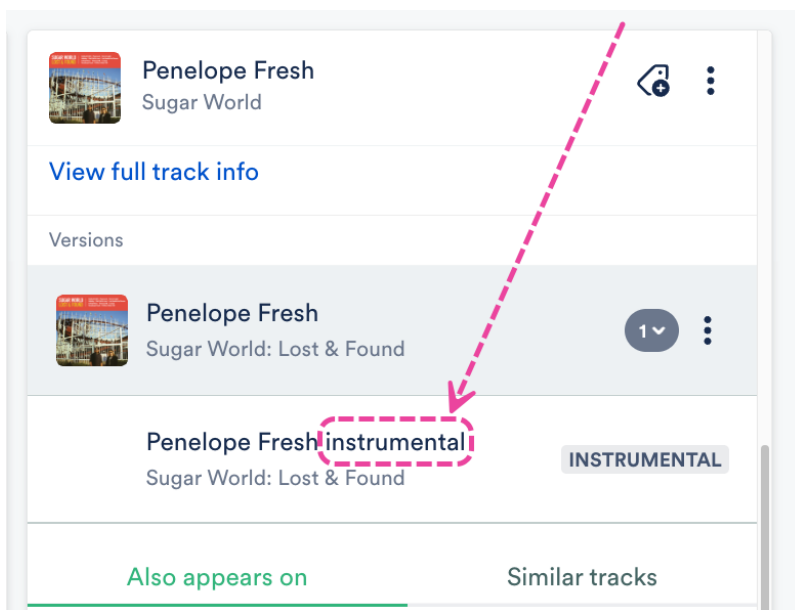 Penelope Fresh
Sugar World
View full track info
Versions
Penelope Fresh
Sugar World: Lost & Found
1
Penelope Fresh instrumental
Sugar World: Lost & Found
INSTRUMENTAL
Also appears on
Similar tracks